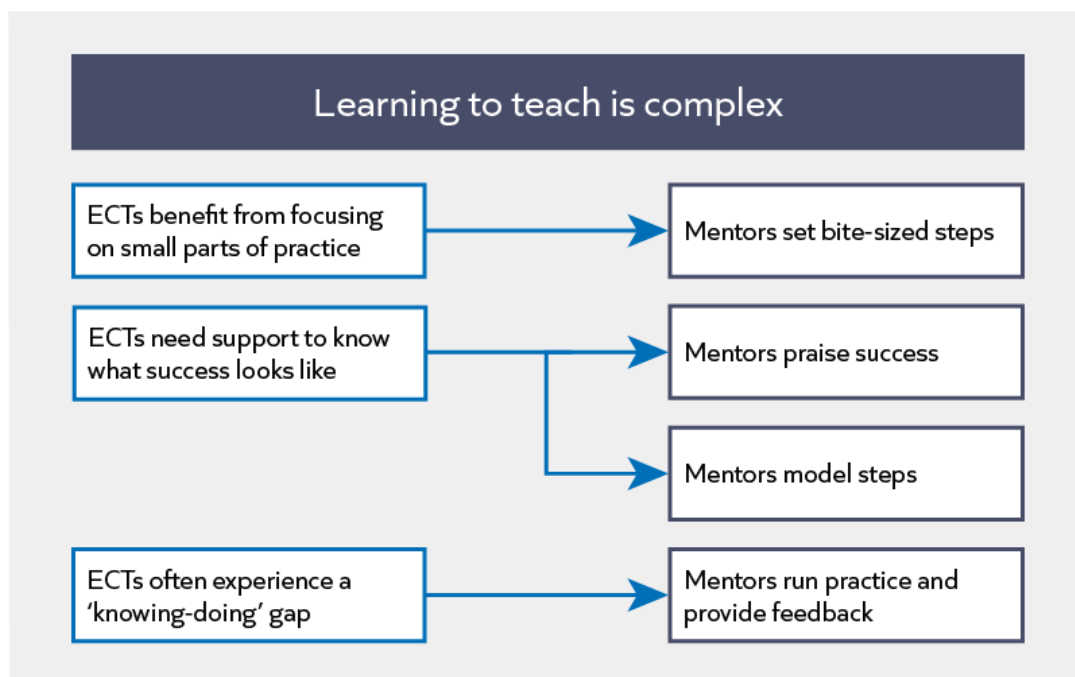 Learning to teach is complex
ECTs benefit from focusing
on small parts of practice
Mentors set bite-sized steps
ECTs need support to know
what success looks like
Mentors praise success
Mentors model steps
ECTs often experience a
‘knowing-doing’ gap
Mentors run practice and
provide feedback